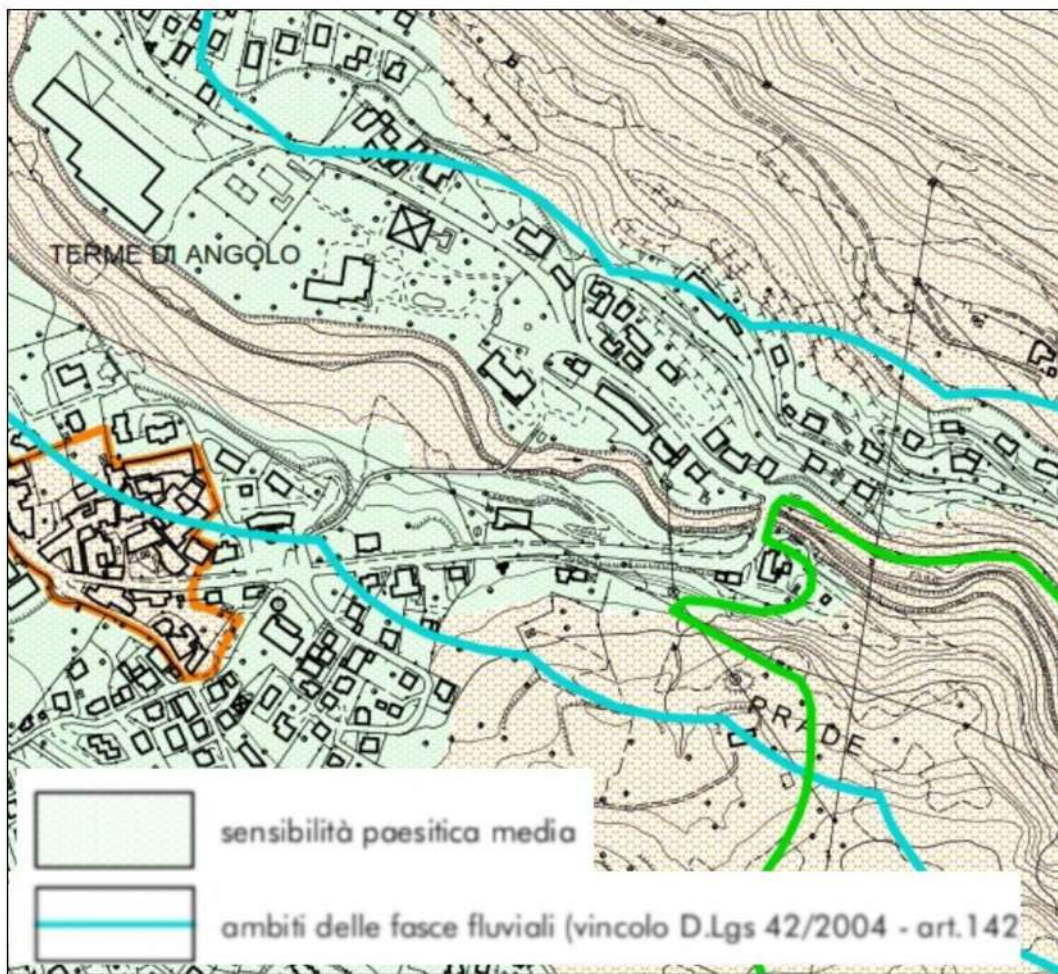 TERME DI ANGOLO
PRADE
sensibilità paesitica media
ambiti delle fasce fluviali (vincolo D.Lgs 42/2004 - art.142